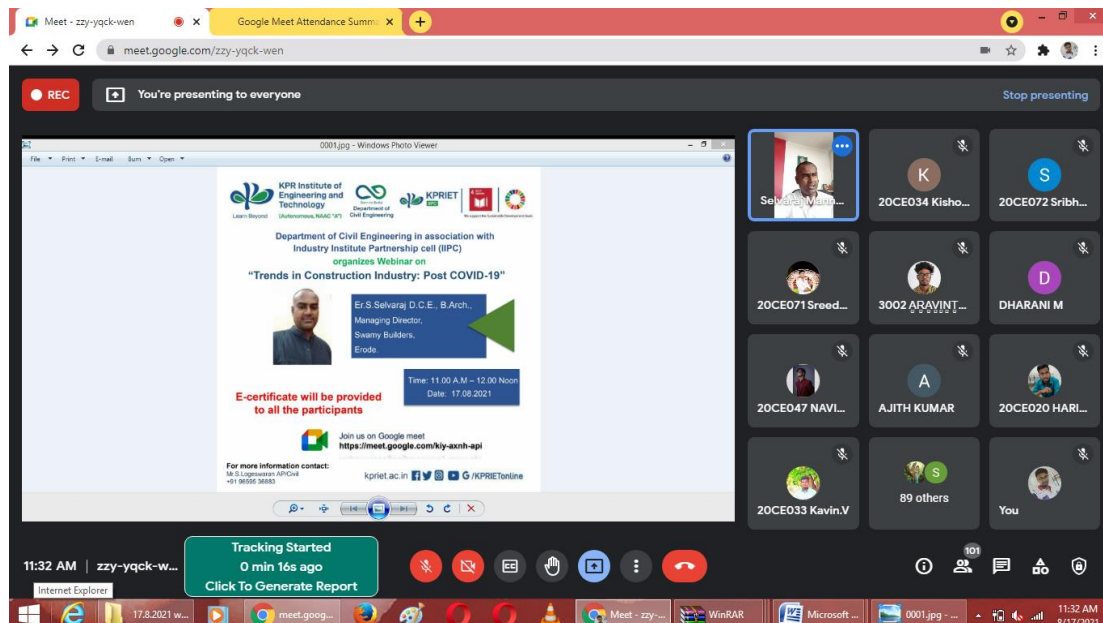 Meet - zzy-yqck-wen
Google Meet Attendance Summ
meet.google.com/zzy-yqck-wen
REC
You're presenting to everyone
Stop presenting
0001.jpg - Windows Photo Viewer
File Print E-mail Burn Open
KPR Institute of
Engineering and
Technology
Learn Beyond (Autonomous, NAAC "A")
Department of
Civil Engineering
KPRIET
Department of Civil Engineering in association with
Industry Institute Partnership cell (IIPC)
organizes Webinar on
"Trends in Construction Industry: Post COVID-19"
Er.S.Selvaraj D.C.E., B.Arch.,
Managing Director,
Swamy Builders,
Erode.
Time: 11.00 A.M – 12.00 Noon
Date: 17.08.2021
E-certificate will be provided
to all the participants
Join us on Google meet
https://meet.google.com/kiy-axnh-api
For more information contact:
Mr.S.Logeswaran AP/Civil
+91 96595 36883
kpriet.ac.in /KPRIETonline
Selvaraj Mann...
K
20CE034 Kisho...
S
20CE072 Sribh...
20CE071 Sreed...
3002 ARAVINT...
D
DHARANI M
20CE047 NAVI...
A
AJITH KUMAR
20CE020 HARI...
20CE033 Kavin.V
S
89 others
You
11:32 AM | zzy-yqck-w...
Tracking Started
0 min 16s ago
Click To Generate Report
101
Internet Explorer
17.8.2021 w...
meet.goog...
Meet - zzy-...
WinRAR
Microsoft ...
0001.jpg - ...
11:32 AM
8/17/2021